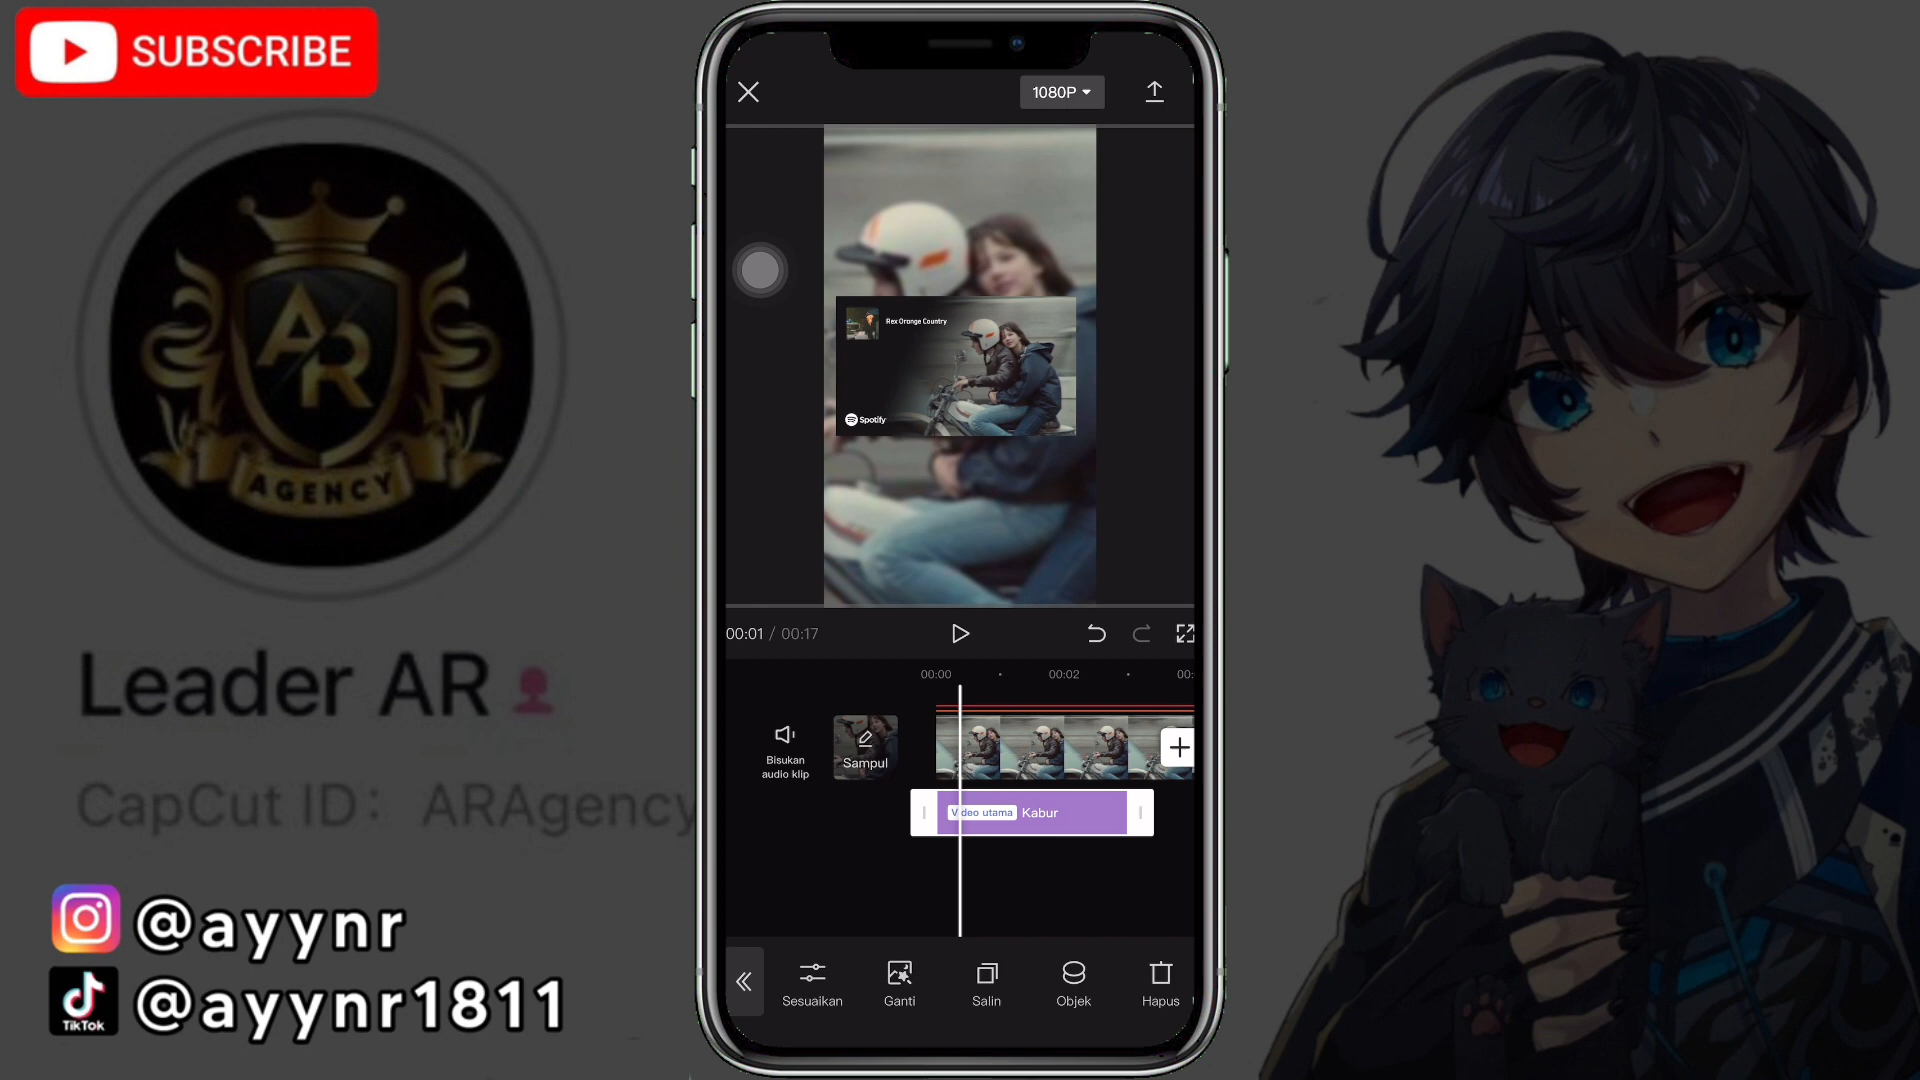 SUBSCRIBE
AR
AGENCY
Leader AR
CapCut ID: ARAgency
@ayynr
TikTok
@ayynr1811
1080P
Rex Orange Country
Spotify
00:01 / 00:17
00:00
00:02
00:
Bisukan
audio klip
Sampul
Video utama Kabur
Sesuaikan
Ganti
Salin
Objek
Hapus